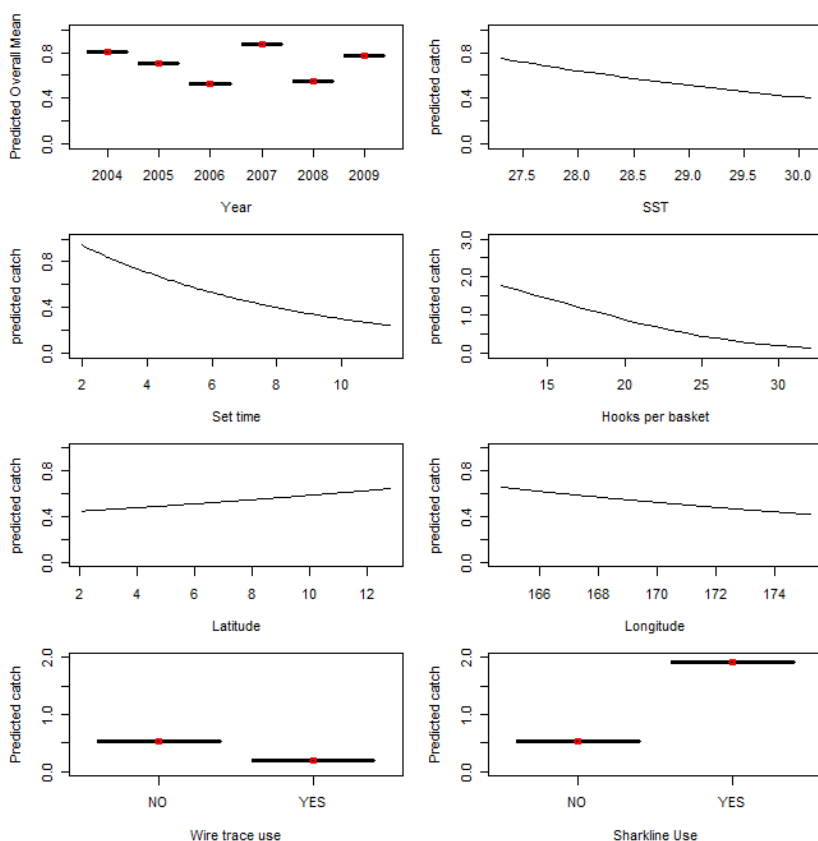 Predicted Overall Mean
0.0 0.4 0.8
2004 2005 2006 2007 2008 2009
Year
predicted catch
0.0 0.4 0.8
27.5 28.0 28.5 29.0 29.5 30.0
SST
predicted catch
0.0 0.4 0.8
2 4 6 8 10
Set time
predicted catch
0.0 1.0 2.0 3.0
15 20 25 30
Hooks per basket
predicted catch
0.0 0.4 0.8
2 4 6 8 10 12
Latitude
predicted catch
0.0 0.4 0.8
166 168 170 172 174
Longitude
Predicted catch
0.0 1.0 2.0
NO YES
Wire trace use
Predicted catch
0.0 1.0 2.0
NO YES
Sharkline Use